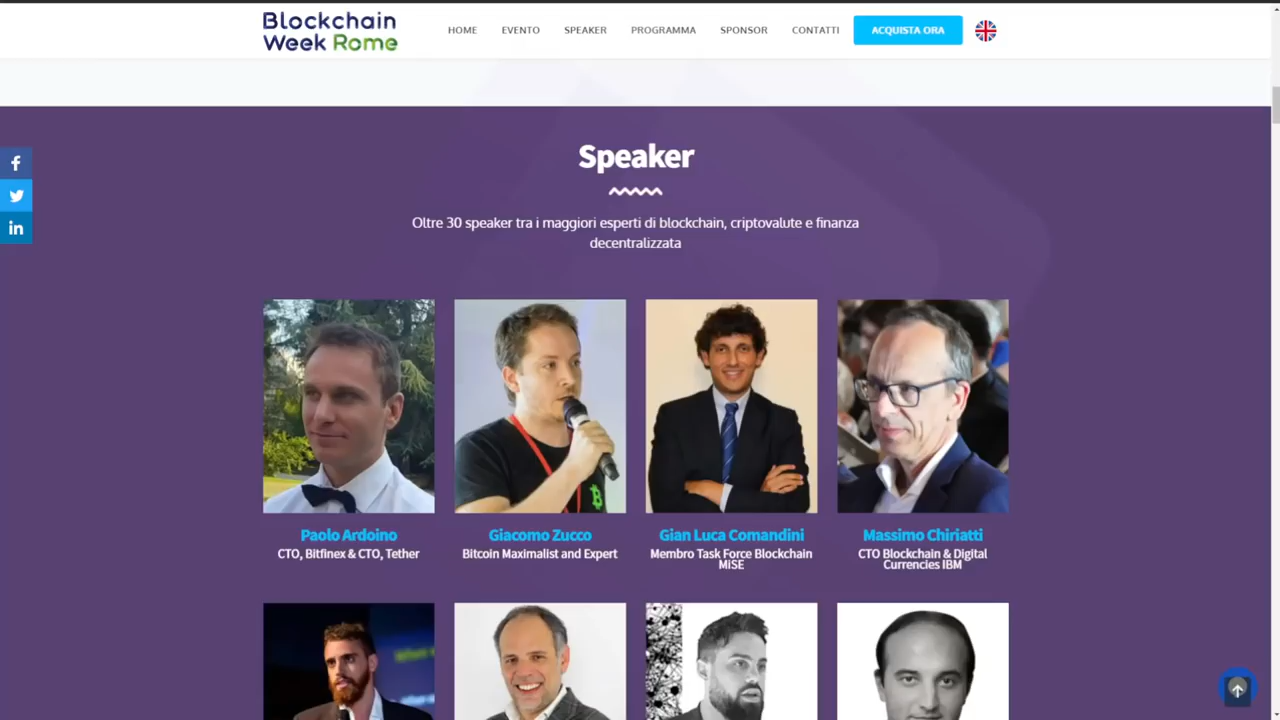 Blockchain
Week Rome
HOME EVENTO SPEAKER PROGRAMMA SPONSOR CONTATTI ACQUISTA ORA
Speaker
Oltre 30 speaker tra i maggiori esperti di blockchain, criptovalute e finanza
decentralizzata
Paolo Ardoino
CTO, Bitfinex & CTO, Tether
Giacomo Zucco
Bitcoin Maximalist and Expert
Gian Luca Comandini
Membro Task Force Blockchain
MiSE
Massimo Chiriatti
CTO Blockchain & Digital
Currencies IBM